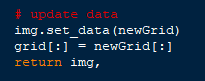 # update data
img.set_data(newGrid)
grid[:] = newGrid[:]
return img,